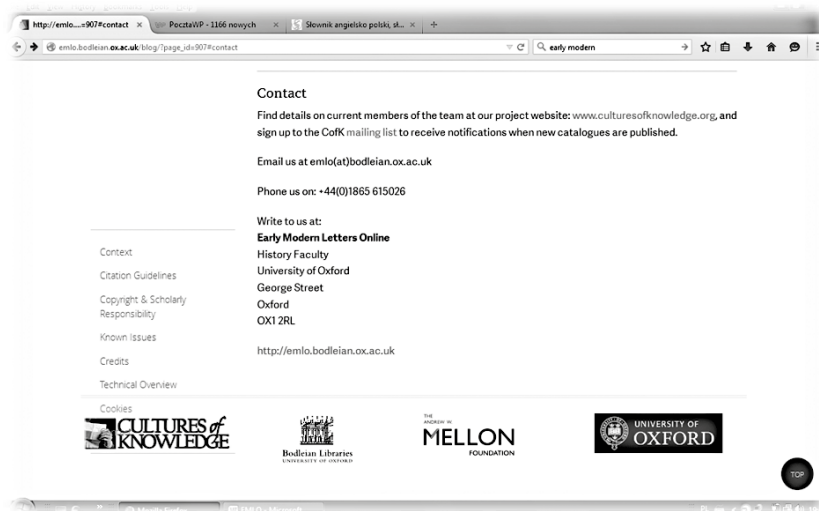 http://emlo....=907#contact
PocztaWP - 1166 nowych
Słownik angielsko polski, sł...
emlo.bodleian.ox.ac.uk/blog/?page_id=907#contact
early modern
Contact
Find details on current members of the team at our project website: www.culturesofknowledge.org, and
sign up to the CofK mailing list to receive notifications when new catalogues are published.
Email us at emlo(at)bodleian.ox.ac.uk
Phone us on: +44(0)1865 615026
Write to us at:
Early Modern Letters Online
History Faculty
University of Oxford
George Street
Oxford
OX1 2RL
http://emlo.bodleian.ox.ac.uk
Context
Citation Guidelines
Copyright & Scholarly
Responsibility
Known Issues
Credits
Technical Overview
Cookies
CULTURES of
KNOWLEDGE
Bodleian Libraries
UNIVERSITY OF OXFORD
THE
ANDREW W.
MELLON
FOUNDATION
UNIVERSITY OF
OXFORD
TOP
Mozilla Firefox